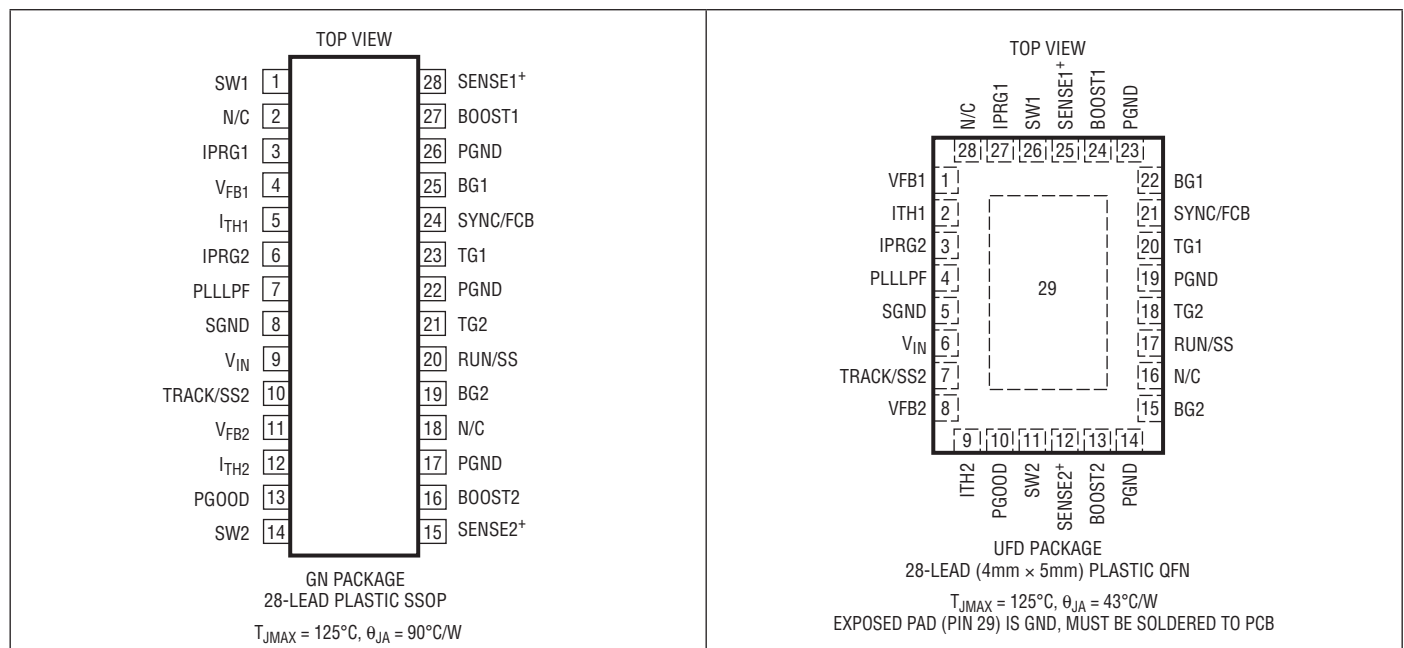 TOP VIEW
SW1 1
N/C 2
IPRG1 3
VFB1 4
ITH1 5
IPRG2 6
PLLLPF 7
SGND 8
VIN 9
TRACK/SS2 10
VFB2 11
ITH2 12
PGOOD 13
SW2 14
28 SENSE1+
27 BOOST1
26 PGND
25 BG1
24 SYNC/FCB
23 TG1
22 PGND
21 TG2
20 RUN/SS
19 BG2
18 N/C
17 PGND
16 BOOST2
15 SENSE2+
GN PACKAGE
28-LEAD PLASTIC SSOP
TJMAX = 125°C, θJA = 90°C/W
TOP VIEW
N/C
IPRG1
SW1
SENSE1+
BOOST1
PGND
28 27 26 25 24 23
VFB1 1
ITH1 2
IPRG2 3
PLLLPF 4
SGND 5
VIN 6
TRACK/SS2 7
VFB2 8
29
22 BG1
21 SYNC/FCB
20 TG1
19 PGND
18 TG2
17 RUN/SS
16 N/C
15 BG2
9 10 11 12 13 14
ITH2
PGOOD
SW2
SENSE2+
BOOST2
PGND
UFD PACKAGE
28-LEAD (4mm × 5mm) PLASTIC QFN
TJMAX = 125°C, θJA = 43°C/W
EXPOSED PAD (PIN 29) IS GND, MUST BE SOLDERED TO PCB